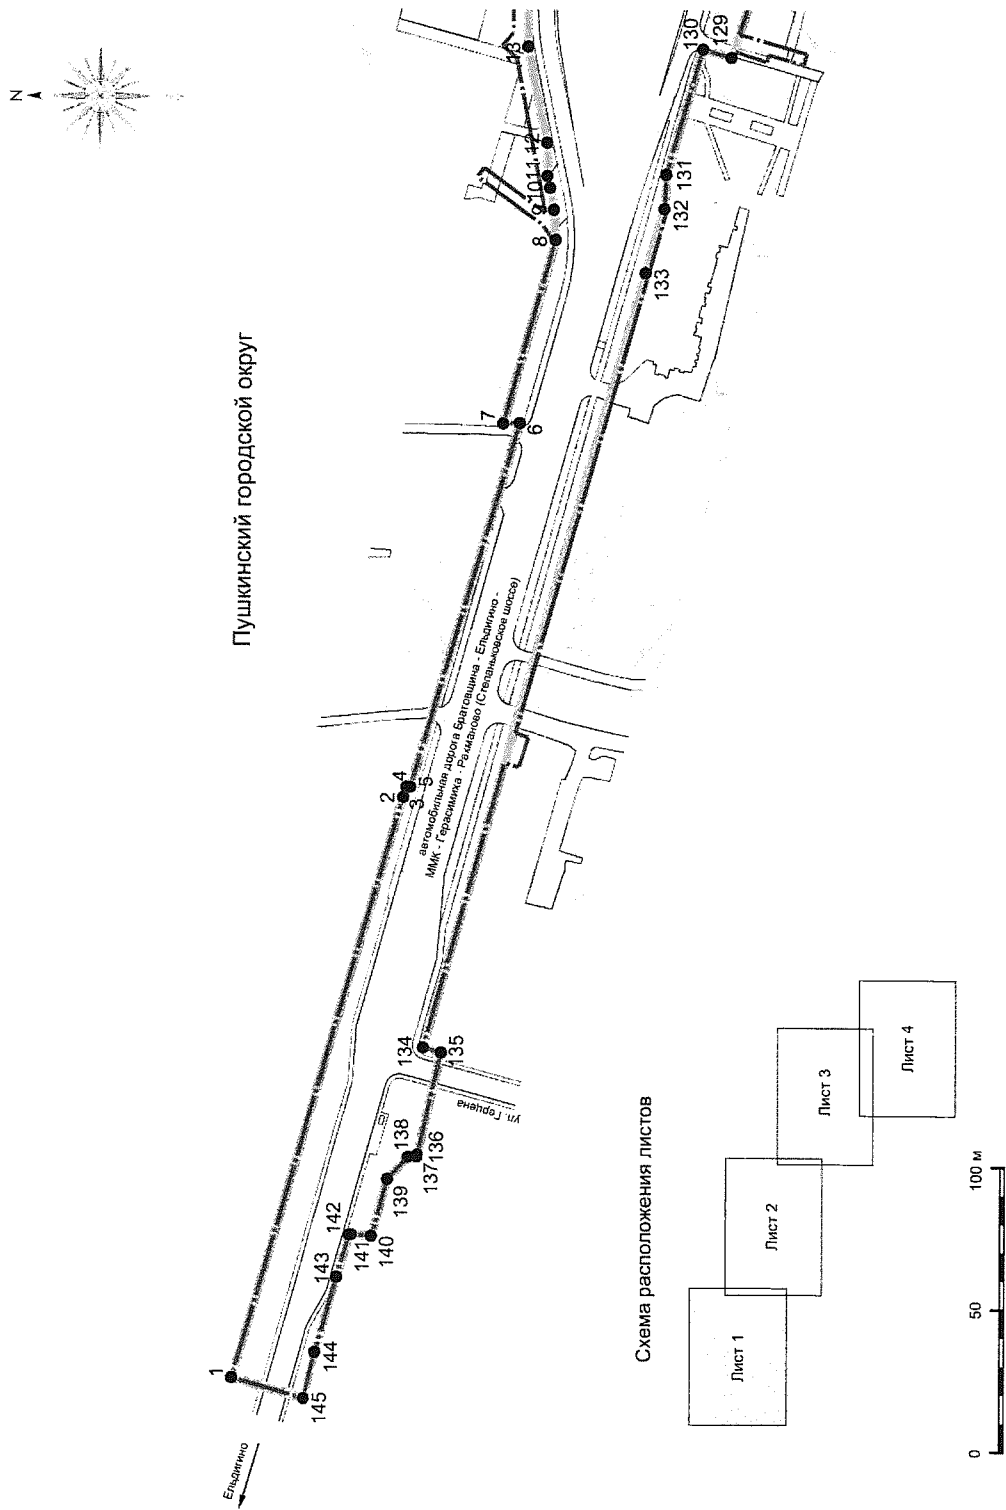 N
Пушкинский городской округ
1
2
3
4
5
6
7
8
9
10
11
12
13
129
130
131
132
133
134
135
136
137
138
139
140
141
142
143
144
145
автомобильная дорога Братовщина - Ельдигино -
ММК - Герасимиха - Рахманово (Степаньковское шоссе)
ул. Герцена
Ельдигино
Схема расположения листов
Лист 1
Лист 2
Лист 3
Лист 4
0
50
100 м